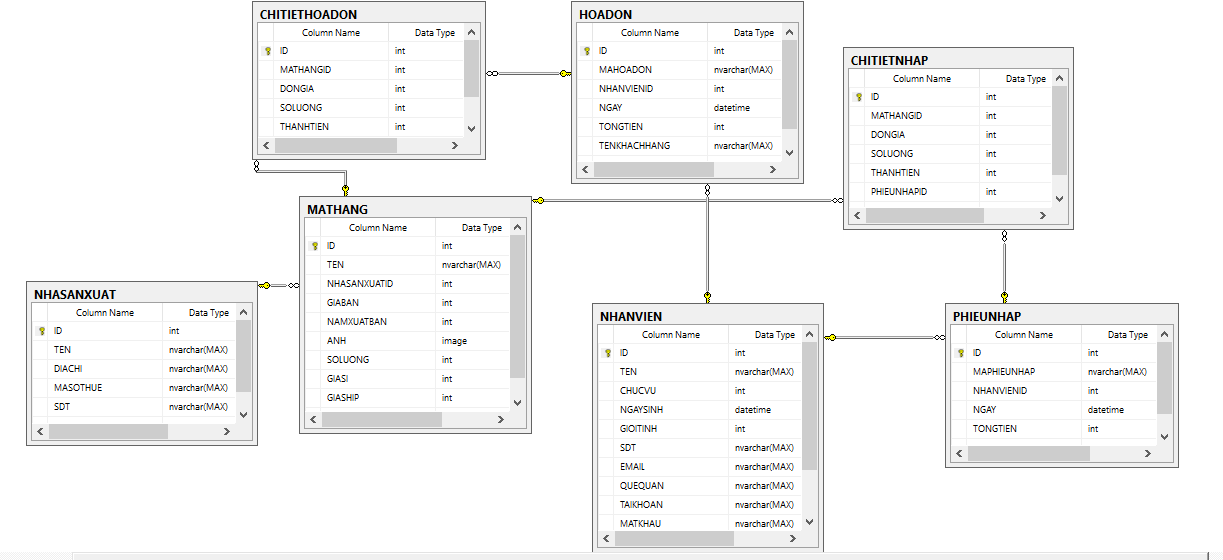 CHITIETHOADON
Column Name Data Type
ID int
MATHANGID int
DONGIA int
SOLUONG int
THANHTIEN int
HOADON
Column Name Data Type
ID int
MAHOADON nvarchar(MAX)
NHANVIENID int
NGAY datetime
TONGTIEN int
TENKHACHHANG nvarchar(MAX)
CHITIETNHAP
Column Name Data Type
ID int
MATHANGID int
DONGIA int
SOLUONG int
THANHTIEN int
PHIEUNHAPID int
MATHANG
Column Name Data Type
ID int
TEN nvarchar(MAX)
NHASANXUATID int
GIABAN int
NAMXUATBAN int
ANH image
SOLUONG int
GIASI int
GIASHIP int
NHASANXUAT
Column Name Data Type
ID int
TEN nvarchar(MAX)
DIACHI nvarchar(MAX)
MASOTHUE nvarchar(MAX)
SDT nvarchar(MAX)
NHANVIEN
Column Name Data Type
ID int
TEN nvarchar(MAX)
CHUCVU int
NGAYSINH datetime
GIOITINH int
SDT nvarchar(MAX)
EMAIL nvarchar(MAX)
QUEQUAN nvarchar(MAX)
TAIKHOAN nvarchar(MAX)
MATKHAU nvarchar(MAX)
PHIEUNHAP
Column Name Data Type
ID int
MAPHIEUNHAP nvarchar(MAX)
NHANVIENID int
NGAY datetime
TONGTIEN int